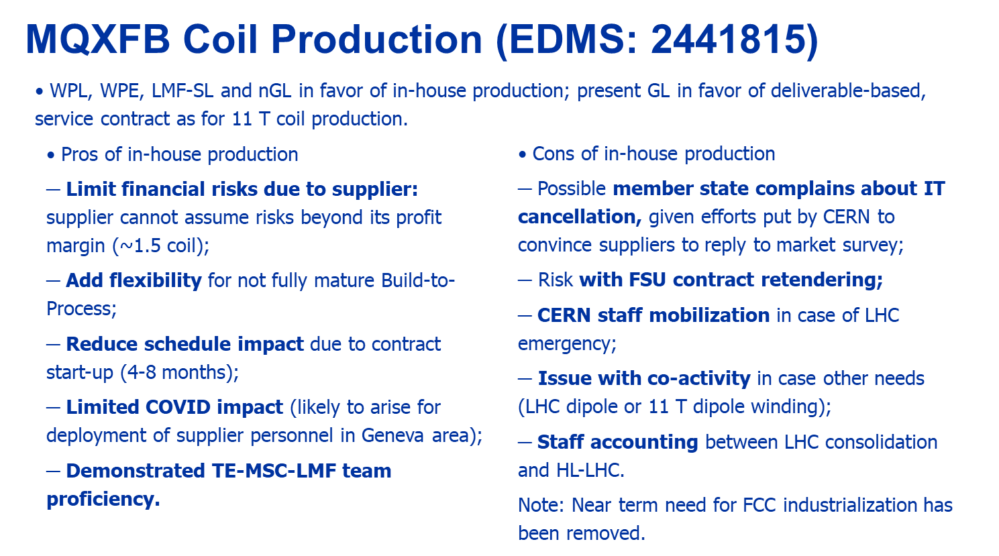 MQXFB Coil Production (EDMS: 2441815)
• WPL, WPE, LMF-SL and nGL in favor of in-house production; present GL in favor of deliverable-based,
service contract as for 11 T coil production.
• Pros of in-house production
— Limit financial risks due to supplier:
supplier cannot assume risks beyond its profit
margin (~1.5 coil);
— Add flexibility for not fully mature Build-to-
Process;
— Reduce schedule impact due to contract
start-up (4-8 months);
— Limited COVID impact (likely to arise for
deployment of supplier personnel in Geneva area);
— Demonstrated TE-MSC-LMF team
proficiency.
• Cons of in-house production
— Possible member state complains about IT
cancellation, given efforts put by CERN to
convince suppliers to reply to market survey;
— Risk with FSU contract retendering;
— CERN staff mobilization in case of LHC
emergency;
— Issue with co-activity in case other needs
(LHC dipole or 11 T dipole winding);
— Staff accounting between LHC consolidation
and HL-LHC.
Note: Near term need for FCC industrialization has
been removed.